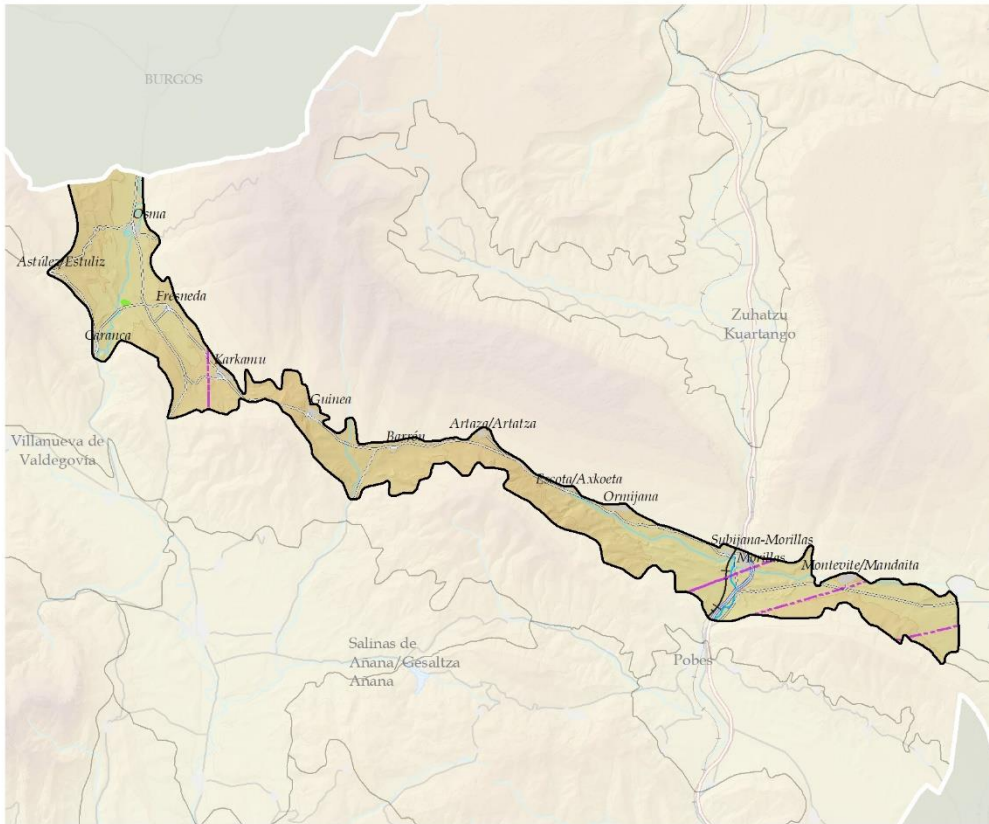 BURGOS
Osma
Astúlez/Estuliz
Fresneda
Caranca
Zuhatzu
Kuartango
Karkamu
Guinea
Artaza/Artatza
Barrón
Villanueva de
Valdegovía
Escota/Axkoeta
Ormijana
Subijana-Morillas
Morillas
Montevite/Mandaita
Salinas de
Añana/Gesaltza
Añana
Pobes